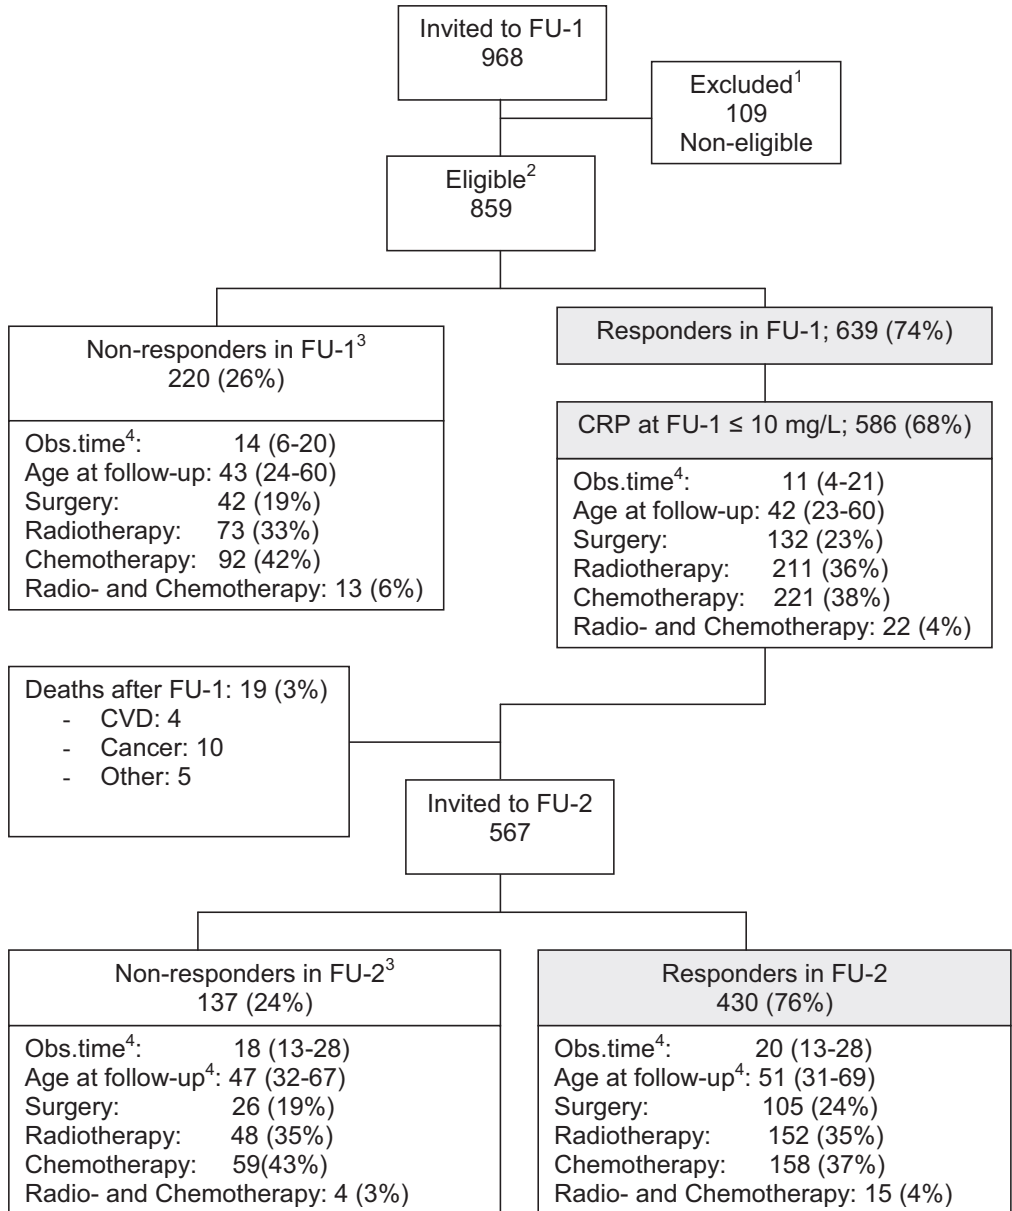 Invited to FU-1
968
Excluded¹
109
Non-eligible
Eligible²
859
Non-responders in FU-1³
220 (26%)
Obs.time⁴: 14 (6-20)
Age at follow-up: 43 (24-60)
Surgery: 42 (19%)
Radiotherapy: 73 (33%)
Chemotherapy: 92 (42%)
Radio- and Chemotherapy: 13 (6%)
Responders in FU-1; 639 (74%)
CRP at FU-1 ≤ 10 mg/L; 586 (68%)
Obs.time⁴: 11 (4-21)
Age at follow-up: 42 (23-60)
Surgery: 132 (23%)
Radiotherapy: 211 (36%)
Chemotherapy: 221 (38%)
Radio- and Chemotherapy: 22 (4%)
Deaths after FU-1: 19 (3%)
- CVD: 4
- Cancer: 10
- Other: 5
Invited to FU-2
567
Non-responders in FU-2³
137 (24%)
Obs.time⁴: 18 (13-28)
Age at follow-up⁴: 47 (32-67)
Surgery: 26 (19%)
Radiotherapy: 48 (35%)
Chemotherapy: 59(43%)
Radio- and Chemotherapy: 4 (3%)
Responders in FU-2
430 (76%)
Obs.time⁴: 20 (13-28)
Age at follow-up⁴: 51 (31-69)
Surgery: 105 (24%)
Radiotherapy: 152 (35%)
Chemotherapy: 158 (37%)
Radio- and Chemotherapy: 15 (4%)